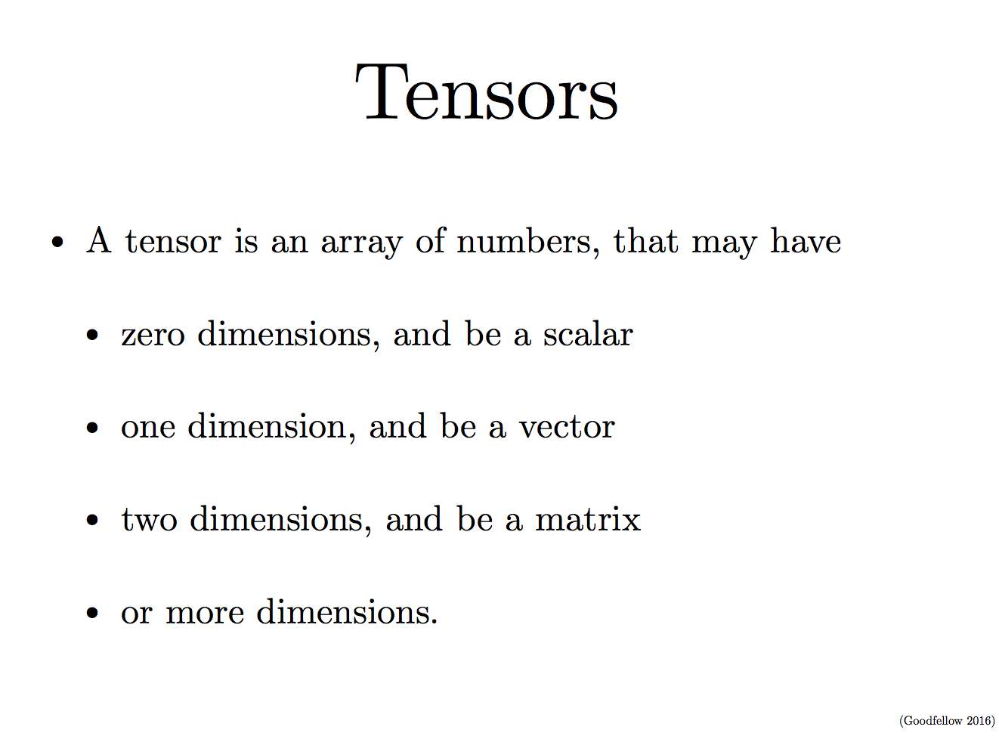 Tensors
• A tensor is an array of numbers, that may have
• zero dimensions, and be a scalar
• one dimension, and be a vector
• two dimensions, and be a matrix
• or more dimensions.
(Goodfellow 2016)